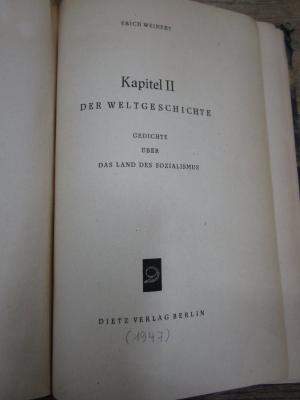 ERICH WEINERT
Kapitel II
DER WELTGESCHICHTE
GEDICHTE
ÜBER
DAS LAND DES SOZIALISMUS
DIETZ VERLAG BERLIN
(1947)